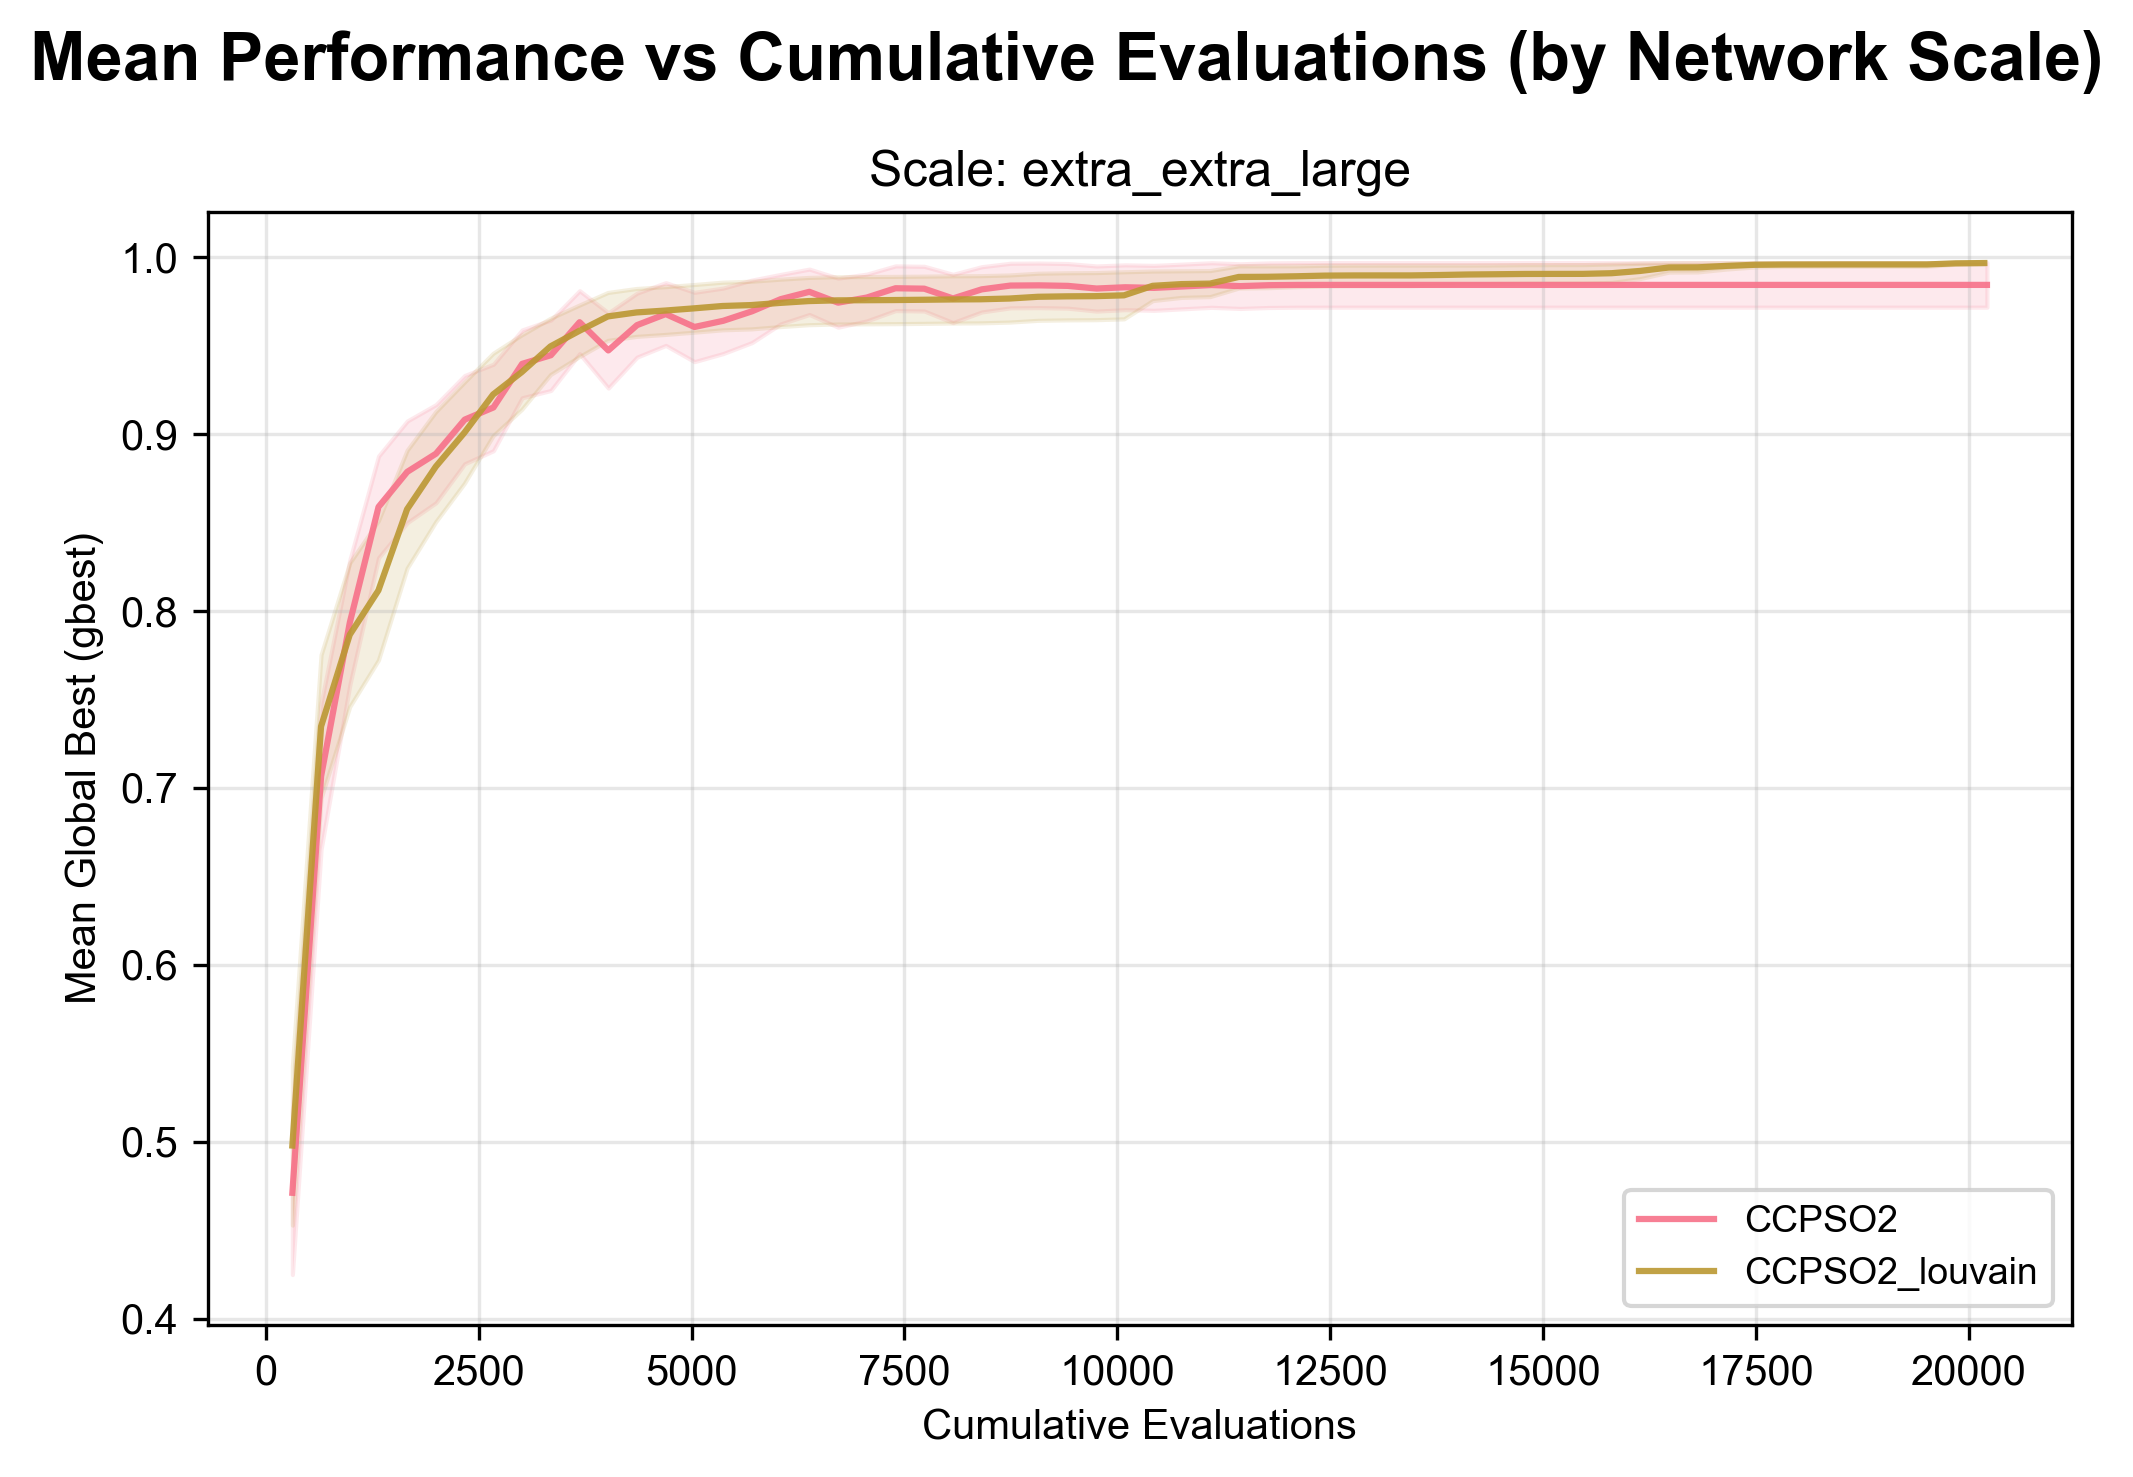 Mean Performance vs Cumulative Evaluations (by Network Scale)
Scale: extra_extra_large
1.0
0.9
0.8
0.7
0.6
0.5
0.4
Mean Global Best (gbest)
CCPSO2
CCPSO2_louvain
0 2500 5000 7500 10000 12500 15000 17500 20000
Cumulative Evaluations